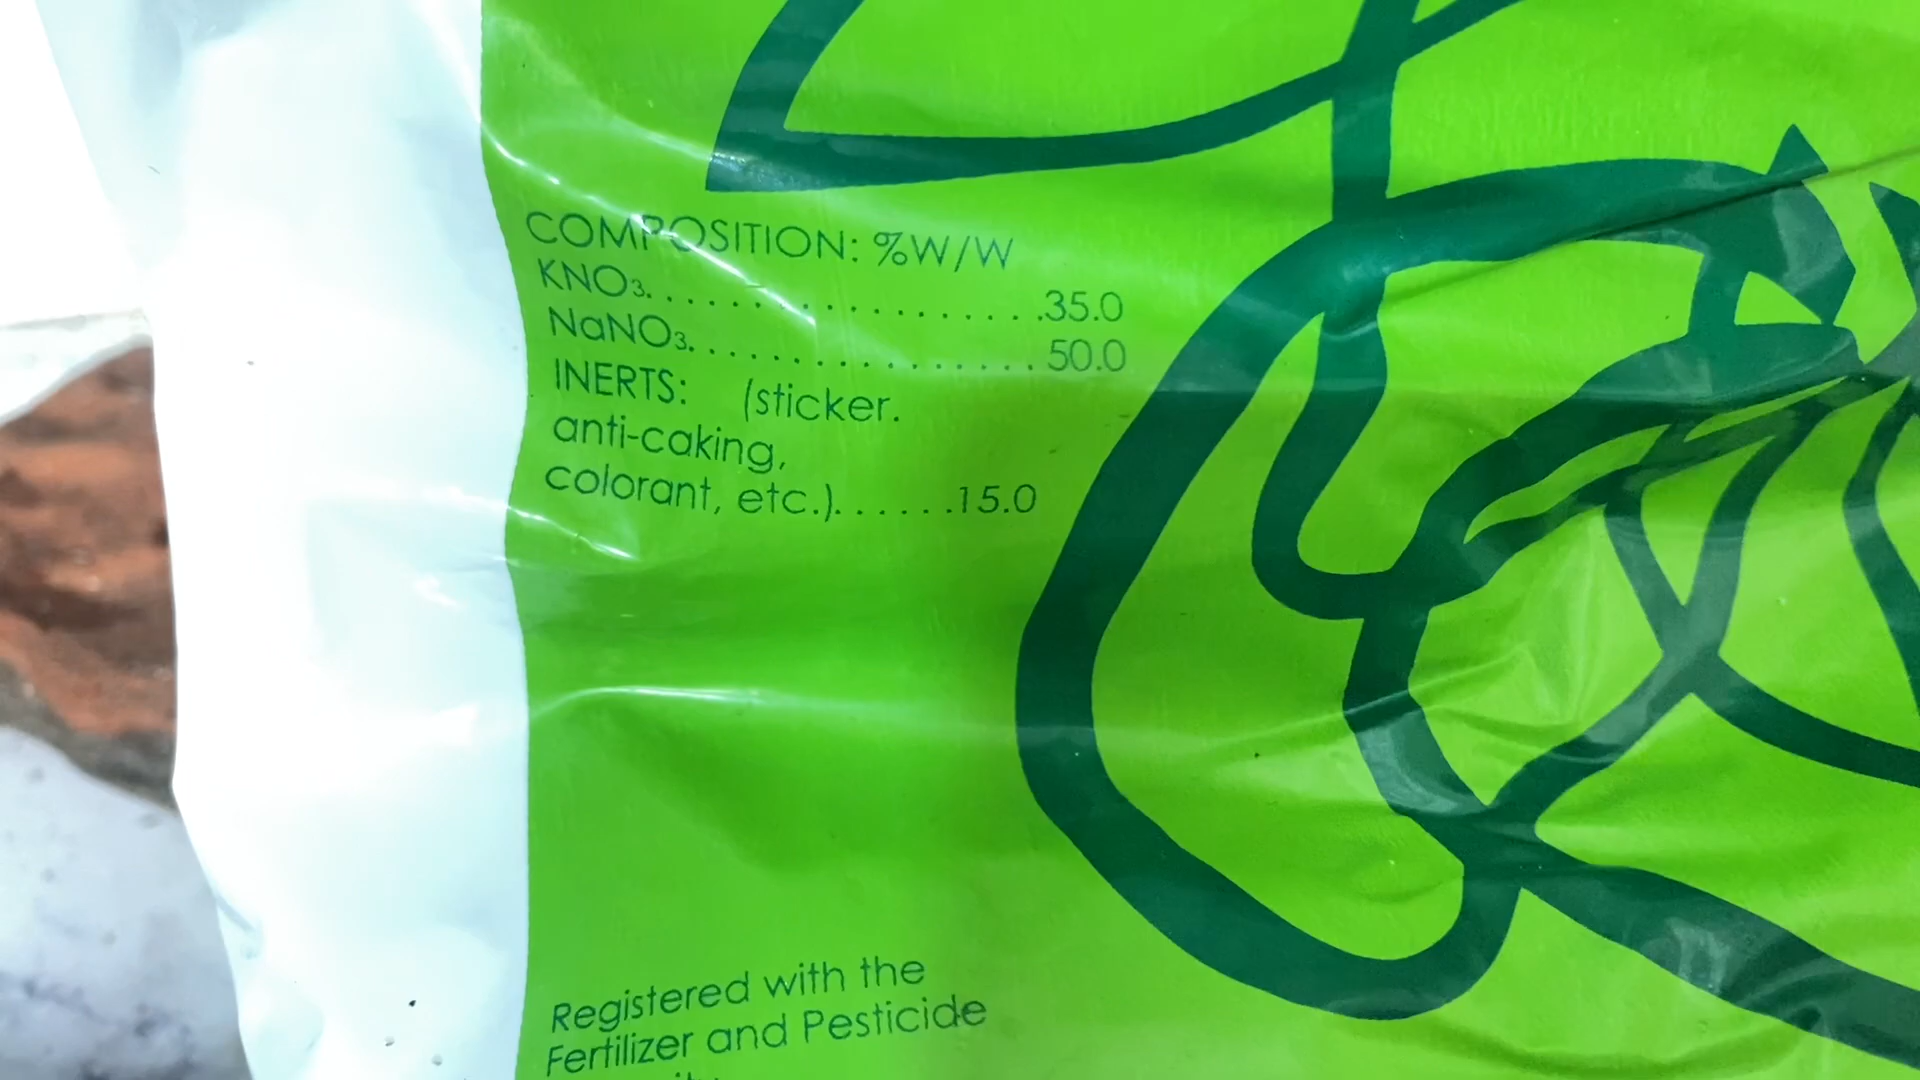 COMPOSITION: %W/W
KNO₃.................35.0
NaNO₃................50.0
INERTS: (sticker.
anti-caking,
colorant, etc.).......15.0
Registered with the
Fertilizer and Pesticide